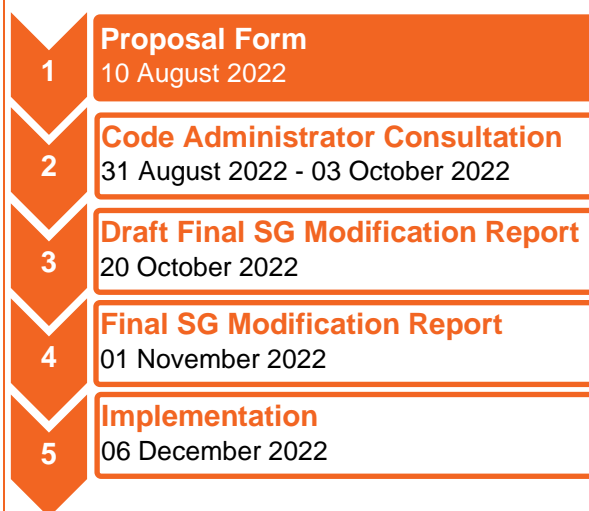 1
Proposal Form
10 August 2022
2
Code Administrator Consultation
31 August 2022 - 03 October 2022
3
Draft Final SG Modification Report
20 October 2022
4
Final SG Modification Report
01 November 2022
5
Implementation
06 December 2022